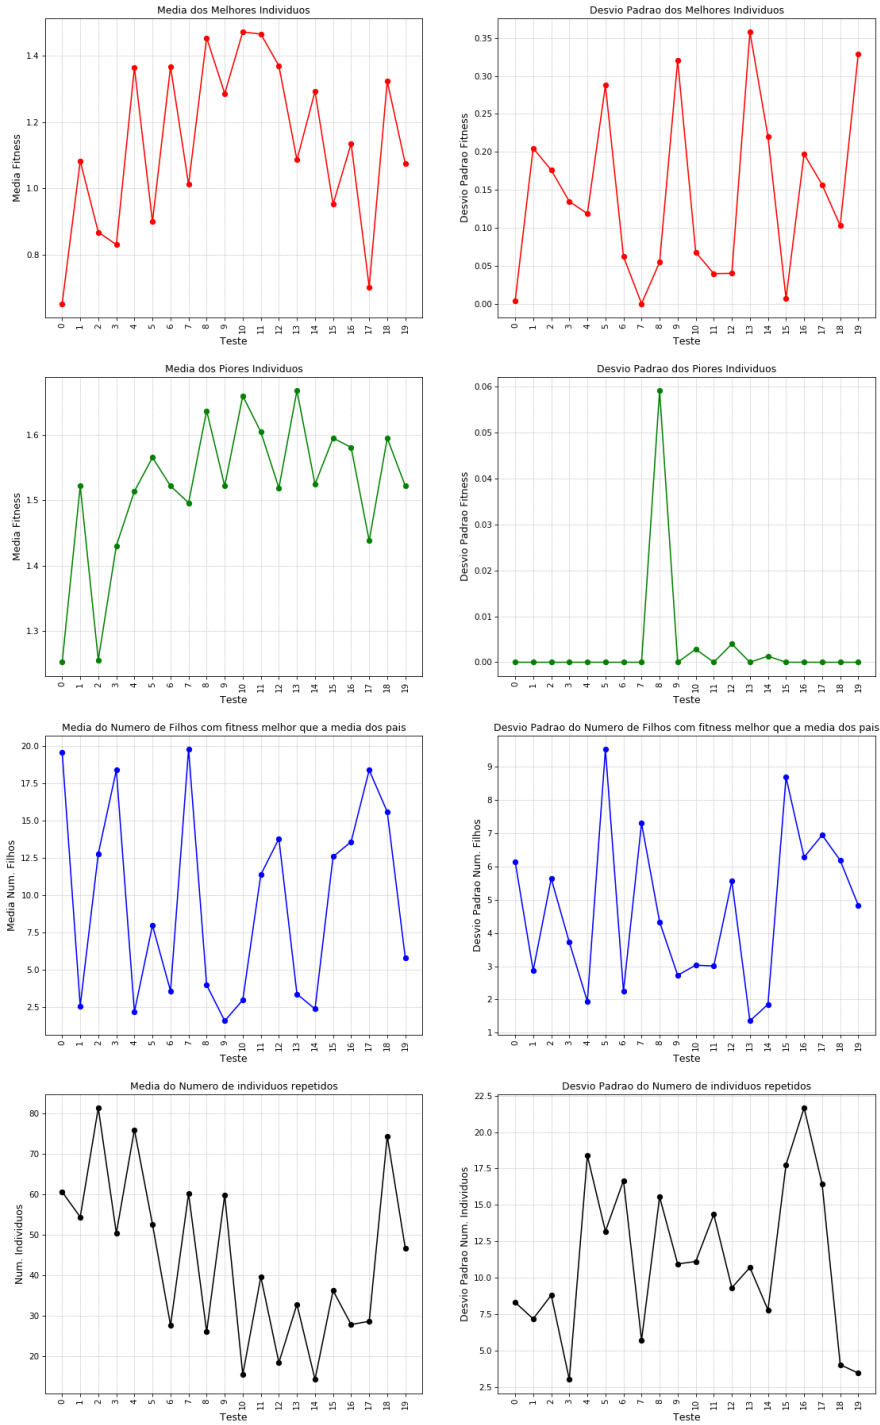 Media dos Melhores Individuos
Media Fitness
1.4
1.2
1.0
0.8
0 1 2 3 4 5 6 7 8 9 10 11 12 13 14 15 16 17 18 19
Teste
Desvio Padrao dos Melhores Individuos
Desvio Padrao Fitness
0.35
0.30
0.25
0.20
0.15
0.10
0.05
0.00
0 1 2 3 4 5 6 7 8 9 10 11 12 13 14 15 16 17 18 19
Teste
Media dos Piores Individuos
Media Fitness
1.6
1.5
1.4
1.3
0 1 2 3 4 5 6 7 8 9 10 11 12 13 14 15 16 17 18 19
Teste
Desvio Padrao dos Piores Individuos
Desvio Padrao Fitness
0.06
0.05
0.04
0.03
0.02
0.01
0.00
0 1 2 3 4 5 6 7 8 9 10 11 12 13 14 15 16 17 18 19
Teste
Media do Numero de Filhos com fitness melhor que a media dos pais
Media Num. Filhos
20.0
17.5
15.0
12.5
10.0
7.5
5.0
2.5
0 1 2 3 4 5 6 7 8 9 10 11 12 13 14 15 16 17 18 19
Teste
Desvio Padrao do Numero de Filhos com fitness melhor que a media dos pais
Desvio Padrao Num. Filhos
9
8
7
6
5
4
3
2
1
0 1 2 3 4 5 6 7 8 9 10 11 12 13 14 15 16 17 18 19
Teste
Media do Numero de individuos repetidos
Num. Individuos
80
70
60
50
40
30
20
0 1 2 3 4 5 6 7 8 9 10 11 12 13 14 15 16 17 18 19
Teste
Desvio Padrao do Numero de individuos repetidos
Desvio Padrao Num. Individuos
22.5
20.0
17.5
15.0
12.5
10.0
7.5
5.0
2.5
0 1 2 3 4 5 6 7 8 9 10 11 12 13 14 15 16 17 18 19
Teste